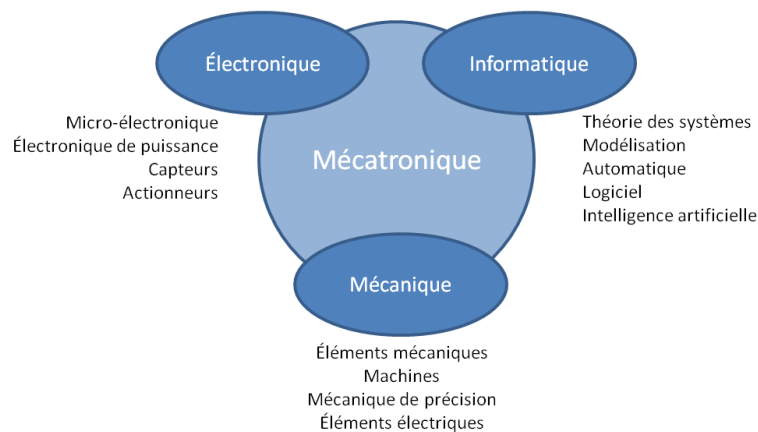 Électronique
Informatique
Micro-électronique
Électronique de puissance
Capteurs
Actionneurs
Mécatronique
Théorie des systèmes
Modélisation
Automatique
Logiciel
Intelligence artificielle
Mécanique
Éléments mécaniques
Machines
Mécanique de précision
Éléments électriques